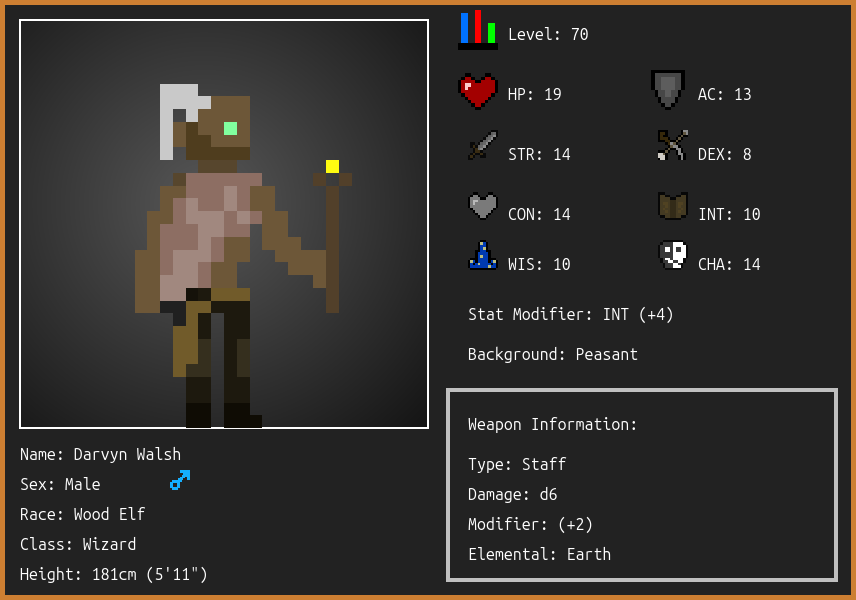 Level: 70
HP: 19
AC: 13
STR: 14
DEX: 8
CON: 14
INT: 10
WIS: 10
CHA: 14
Stat Modifier: INT (+4)
Background: Peasant
Weapon Information:
Type: Staff
Damage: d6
Modifier: (+2)
Elemental: Earth
Name: Darvyn Walsh
Sex: Male
Race: Wood Elf
Class: Wizard
Height: 181cm (5'11")